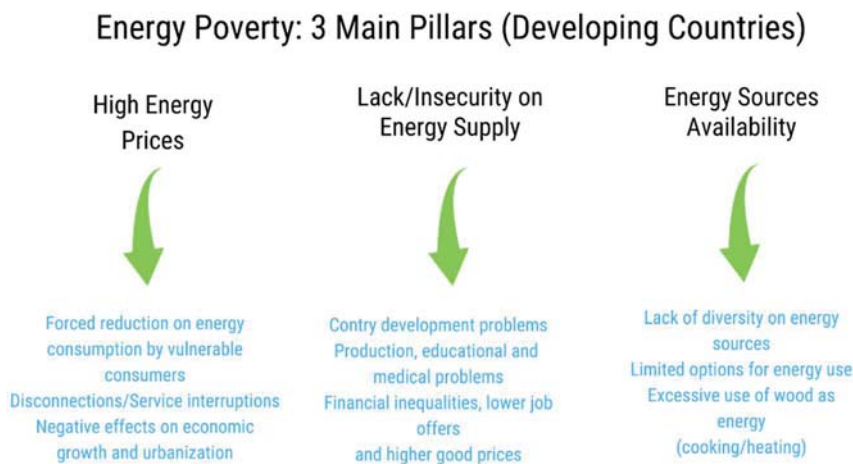 Energy Poverty: 3 Main Pillars (Developing Countries)
High Energy
Prices
Forced reduction on energy
consumption by vulnerable
consumers
Disconnections/Service interruptions
Negative effects on economic
growth and urbanization
Lack/Insecurity on
Energy Supply
Contry development problems
Production, educational and
medical problems
Financial inequalities, lower job
offers
and higher good prices
Energy Sources
Availability
Lack of diversity on energy
sources
Limited options for energy use
Excessive use of wood as
energy
(cooking/heating)